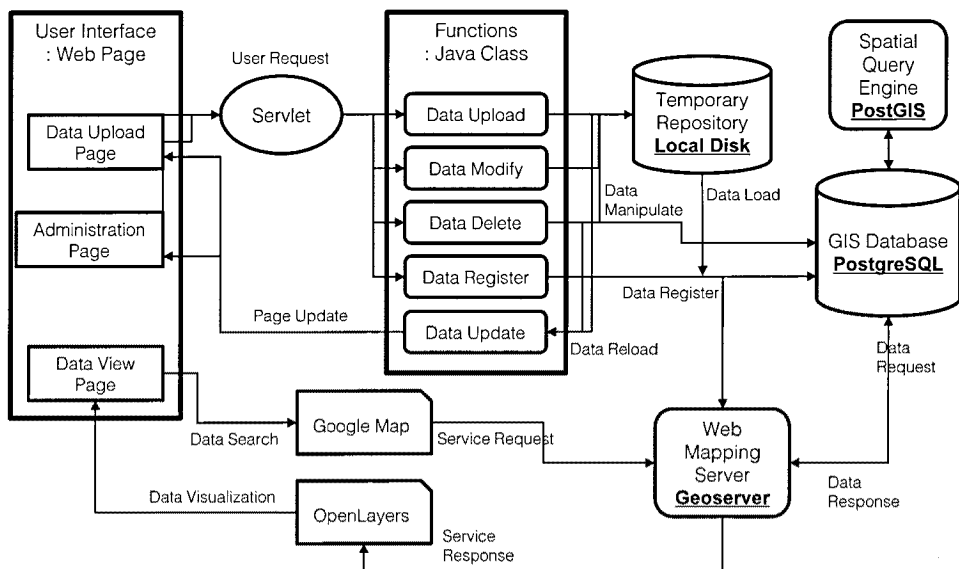 User Interface
: Web Page
Data Upload
Page
Administration
Page
Data View
Page
User Request
Servlet
Functions
: Java Class
Data Upload
Data Modify
Data Delete
Data Register
Data Update
Temporary
Repository
Local Disk
Spatial
Query
Engine
PostGIS
Data
Manipulate
Data Load
GIS Database
PostgreSQL
Data Register
Page Update
Data Reload
Data
Request
Data Search
Google Map
Service Request
Web
Mapping
Server
Geoserver
Data
Response
Data Visualization
OpenLayers
Service
Response